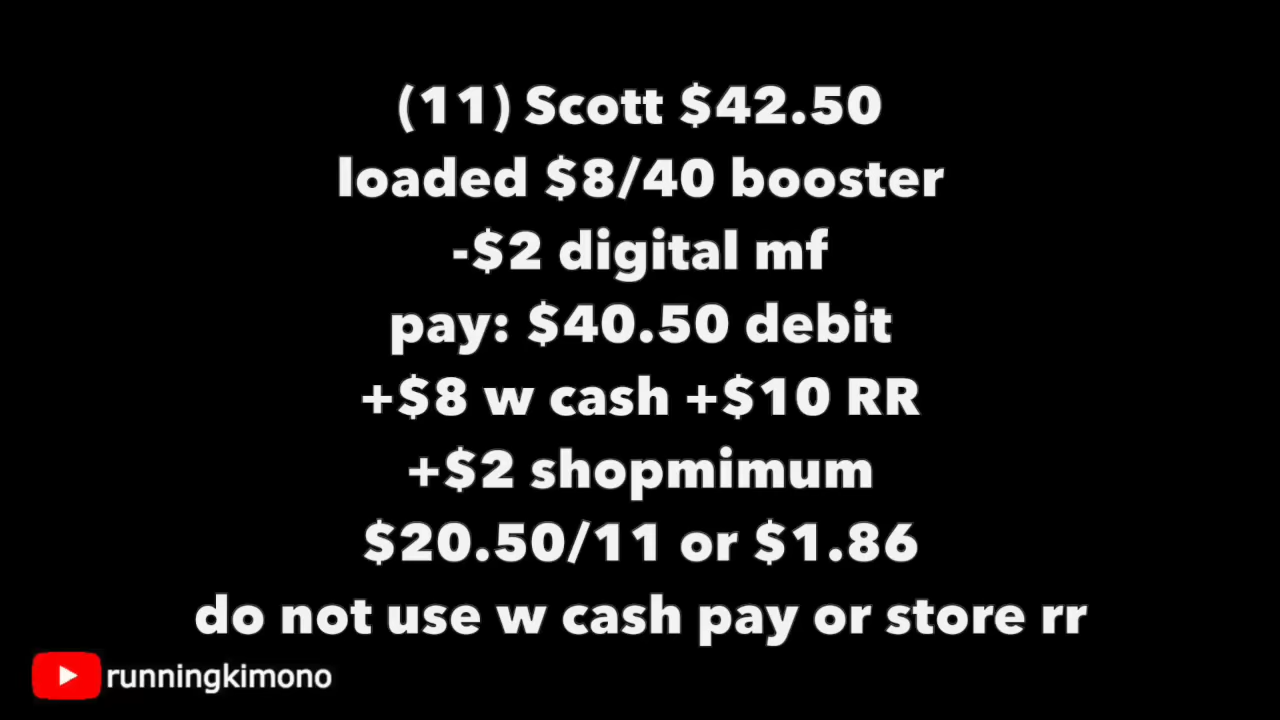 (11) Scott $42.50
loaded $8/40 booster
-$2 digital mf
pay: $40.50 debit
+$8 w cash +$10 RR
+$2 shopmimum
$20.50/11 or $1.86
do not use w cash pay or store rr
runningkimono